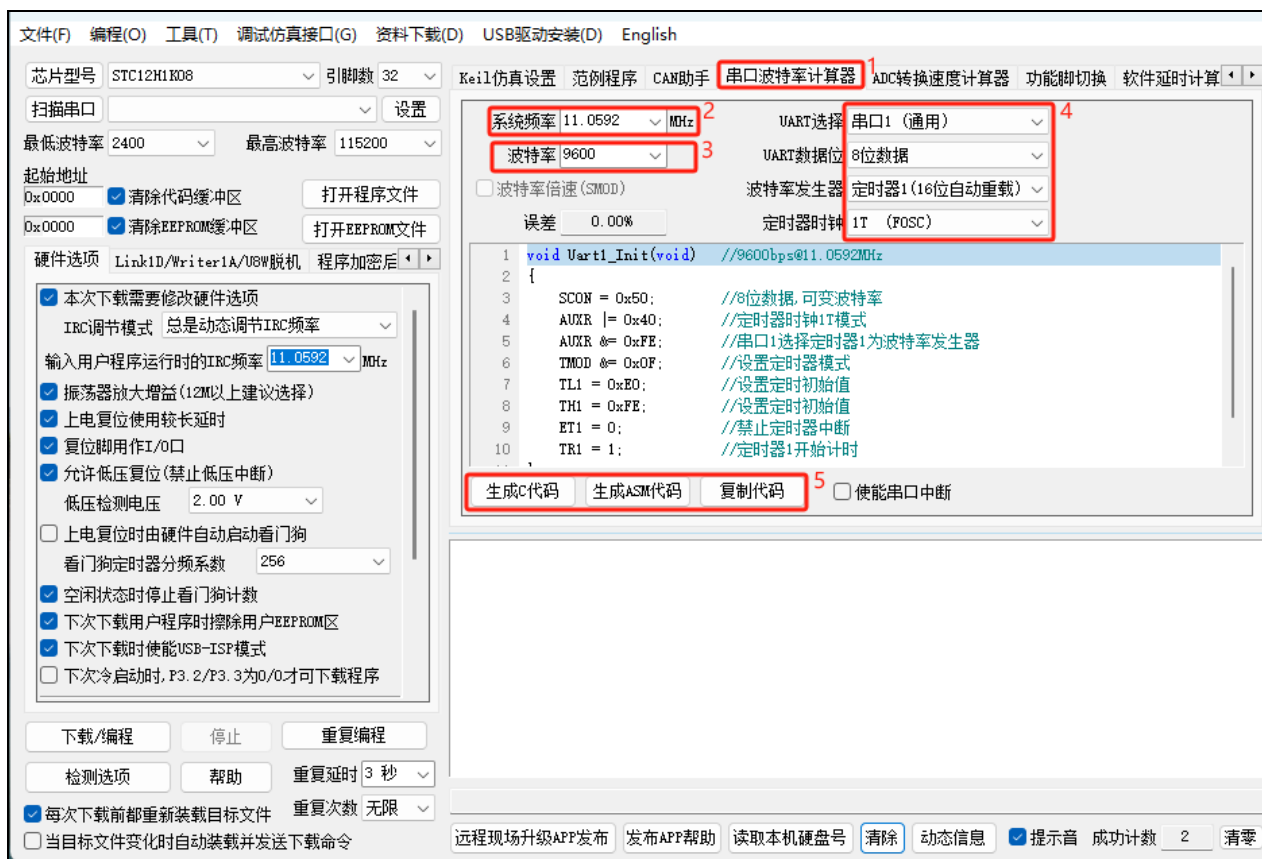 文件(F) 编程(O) 工具(T) 调试仿真接口(G) 资料下载(D) USB驱动安装(D) English
芯片型号 STC12H1K08 引脚数 32
扫描串口 设置
最低波特率 2400 最高波特率 115200
起始地址
0x0000 清除代码缓冲区 打开程序文件
0x0000 清除EEPROM缓冲区 打开EEPROM文件
硬件选项 Link1D/Writer1A/U8W脱机 程序加密后
本次下载需要修改硬件选项
IRC调节模式 总是动态调节IRC频率
输入用户程序运行时的IRC频率 11.0592 MHz
振荡器放大增益(12M以上建议选择)
上电复位使用较长延时
复位脚用作I/O口
允许低压复位(禁止低压中断)
低压检测电压 2.00 V
上电复位时由硬件自动启动看门狗
看门狗定时器分频系数 256
空闲状态时停止看门狗计数
下次下载用户程序时擦除用户EEPROM区
下次下载时使能USB-ISP模式
下次冷启动时,P3.2/P3.3为0/0才可下载程序
下载/编程 停止 重复编程
检测选项 帮助 重复延时 3 秒
每次下载前都重新装载目标文件 重复次数 无限
当目标文件变化时自动装载并发送下载命令
Keil仿真设置 范例程序 CAN助手 串口波特率计算器 1 ADC转换速度计算器 功能脚切换 软件延时计算
系统频率 11.0592 MHz 2 UART选择 串口1 (通用) 4
波特率 9600 3 UART数据位 8位数据
波特率倍速(SMOD) 波特率发生器 定时器1(16位自动重载)
误差 0.00% 定时器时钟 1T (FOSC)
1 void Uart1_Init(void) //9600bps@11.0592MHz
2 {
3 SCON = 0x50; //8位数据,可变波特率
4 AUXR |= 0x40; //定时器时钟1T模式
5 AUXR &= 0xFE; //串口1选择定时器1为波特率发生器
6 TMOD &= 0x0F; //设置定时器模式
7 TL1 = 0xE0; //设置定时初始值
8 TH1 = 0xFE; //设置定时初始值
9 ET1 = 0; //禁止定时器中断
10 TR1 = 1; //定时器1开始计时
生成C代码 生成ASM代码 复制代码 5 使能串口中断
远程现场升级APP发布 发布APP帮助 读取本机硬盘号 清除 动态信息 提示音 成功计数 2 清零